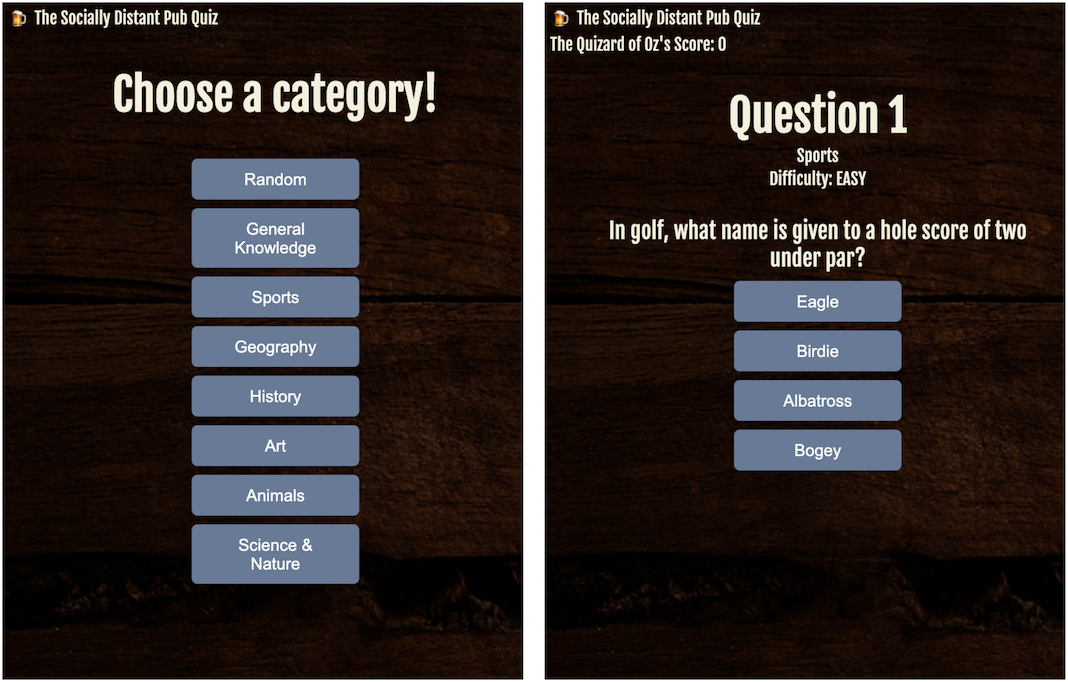 🍺 The Socially Distant Pub Quiz
Choose a category!
Random
General
Knowledge
Sports
Geography
History
Art
Animals
Science &
Nature
🍺 The Socially Distant Pub Quiz
The Quizard of Oz's Score: 0
Question 1
Sports
Difficulty: EASY
In golf, what name is given to a hole score of two
under par?
Eagle
Birdie
Albatross
Bogey